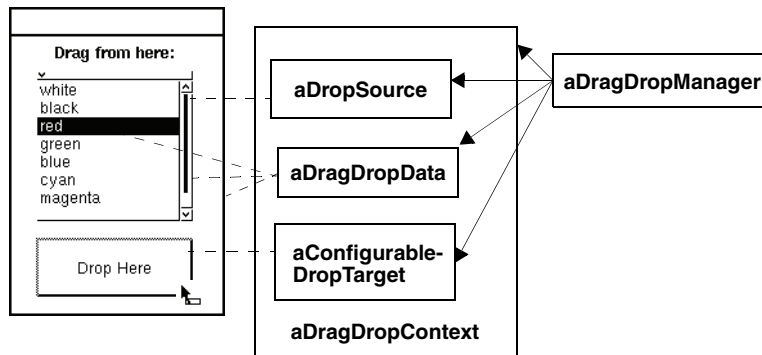 Drag from here:
white
black
red
green
blue
cyan
magenta
Drop Here
aDropSource
aDragDropData
aConfigurable-
DropTarget
aDragDropContext
aDragDropManager